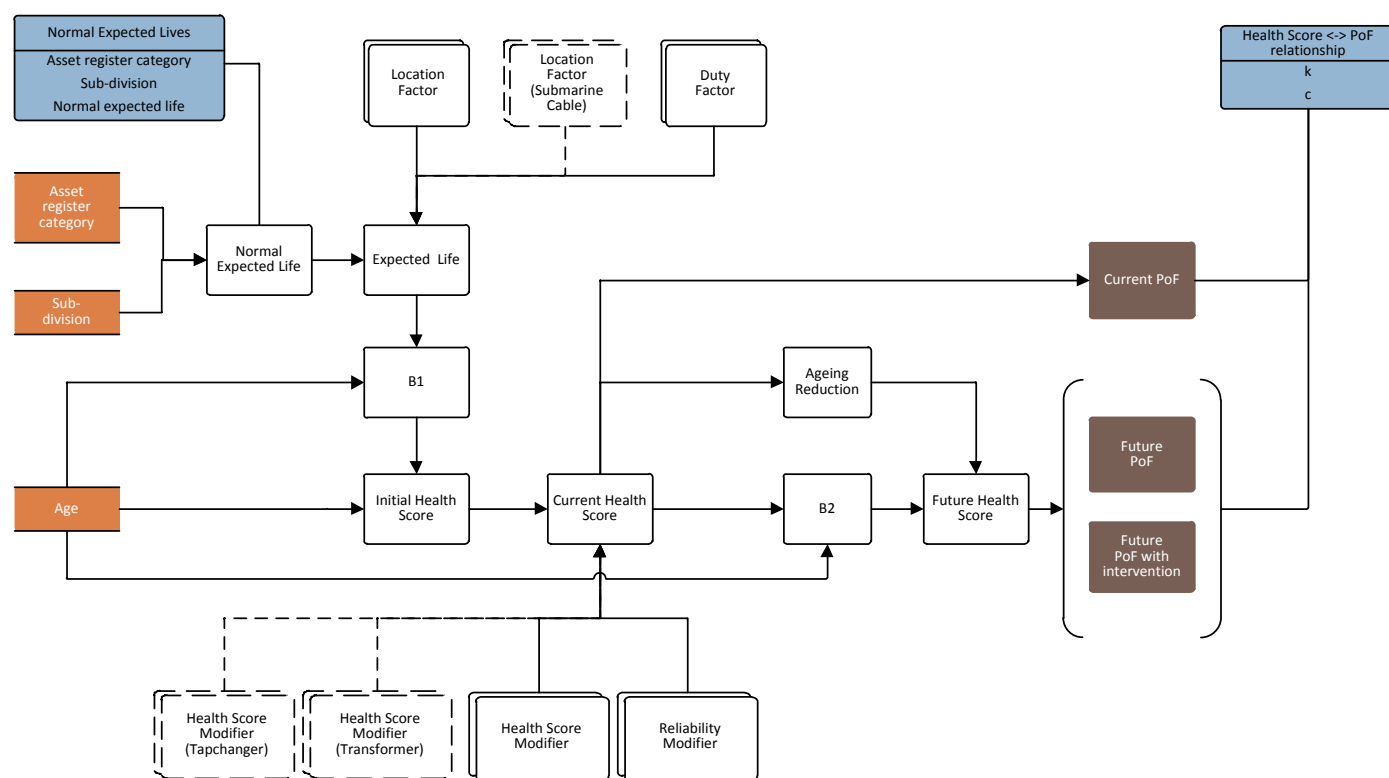 Normal Expected Lives
Asset register category
Sub-division
Normal expected life
Location
Factor
Location
Factor
(Submarine
Cable)
Duty
Factor
Health Score <-> PoF
relationship
k
c
Asset
register
category
Sub-
division
Normal
Expected Life
Expected Life
Current PoF
B1
Ageing
Reduction
Age
Initial Health
Score
Current Health
Score
B2
Future Health
Score
Future
PoF
Future
PoF with
intervention
Health Score
Modifier
(Tapchanger)
Health Score
Modifier
(Transformer)
Health Score
Modifier
Reliability
Modifier